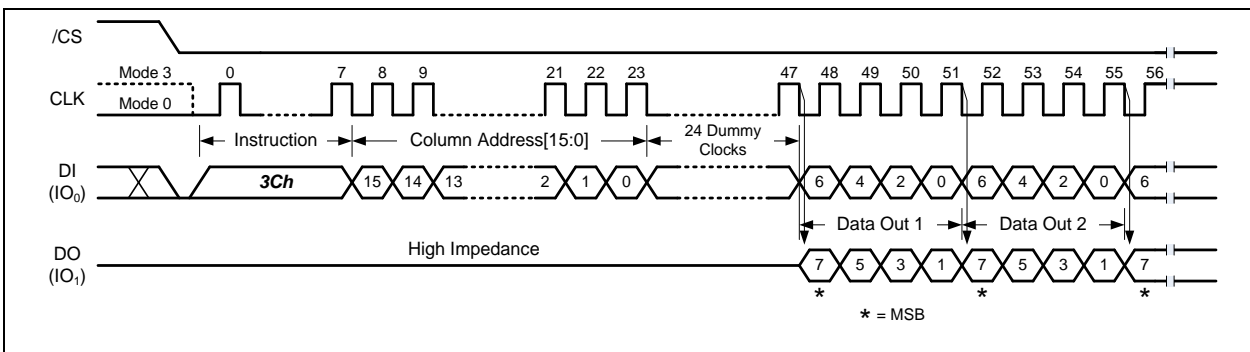 /CS
Mode 3 0 7 8 9 21 22 23 47 48 49 50 51 52 53 54 55 56
CLK
Mode 0
Instruction Column Address[15:0] 24 Dummy
Clocks
DI
(IO0)
3Ch 15 14 13 2 1 0 6 4 2 0 6 4 2 0 6
Data Out 1 Data Out 2
High Impedance
DO
(IO1)
7 5 3 1 7 5 3 1 7
* * *
* = MSB